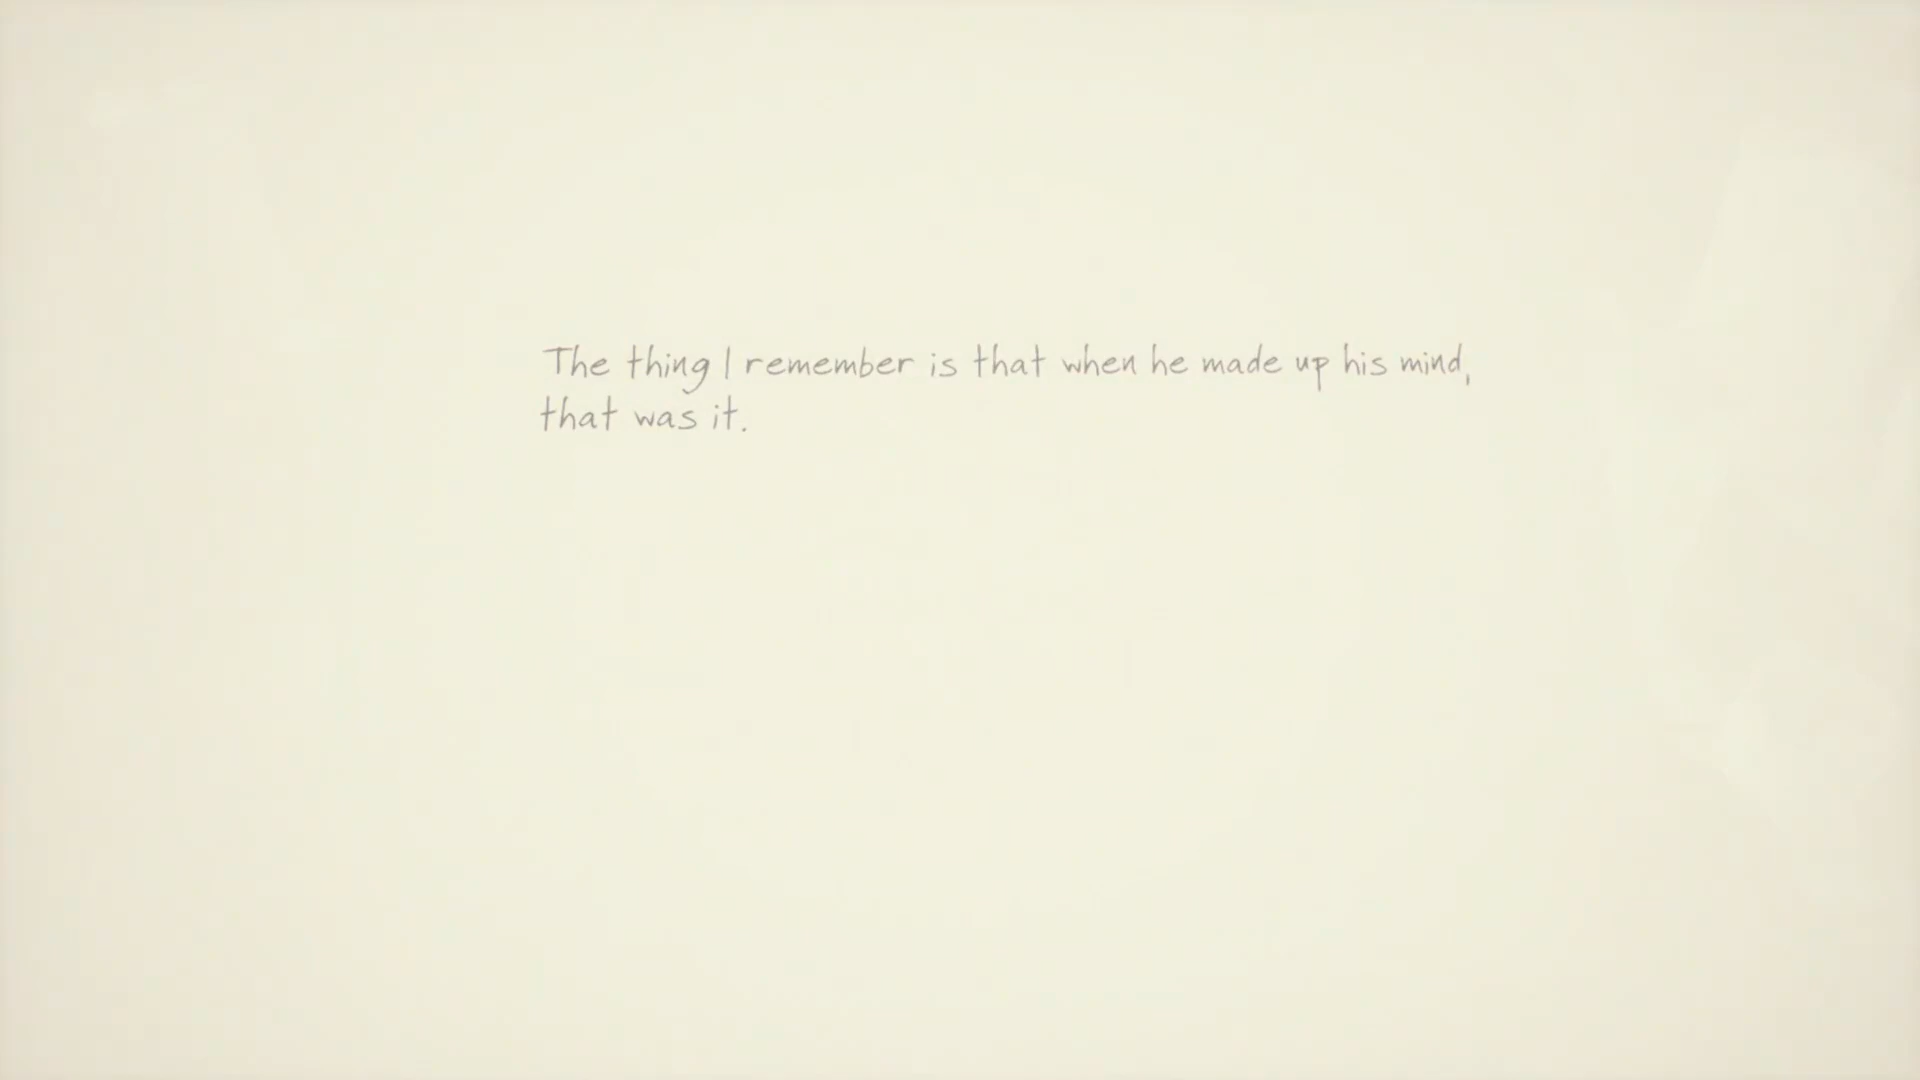 The thing I remember is that when he made up his mind,
that was it.